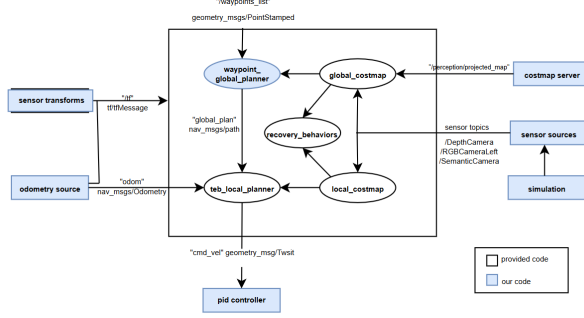 "/waypoints_list"
geometry_msgs/PointStamped
waypoint_
global_planner
global_costmap
"/perception/projected_map"
costmap server
sensor transforms
"/tf"
tf/tfMessage
"global_plan"
nav_msgs/path
recovery_behaviors
sensor topics
/DepthCamera
/RGBCameraLeft
/SemanticCamera
sensor sources
odometry source
"odom"
nav_msgs/Odometry
teb_local_planner
local_costmap
simulation
"cmd_vel" geometry_msg/Twsit
pid controller
provided code
our code